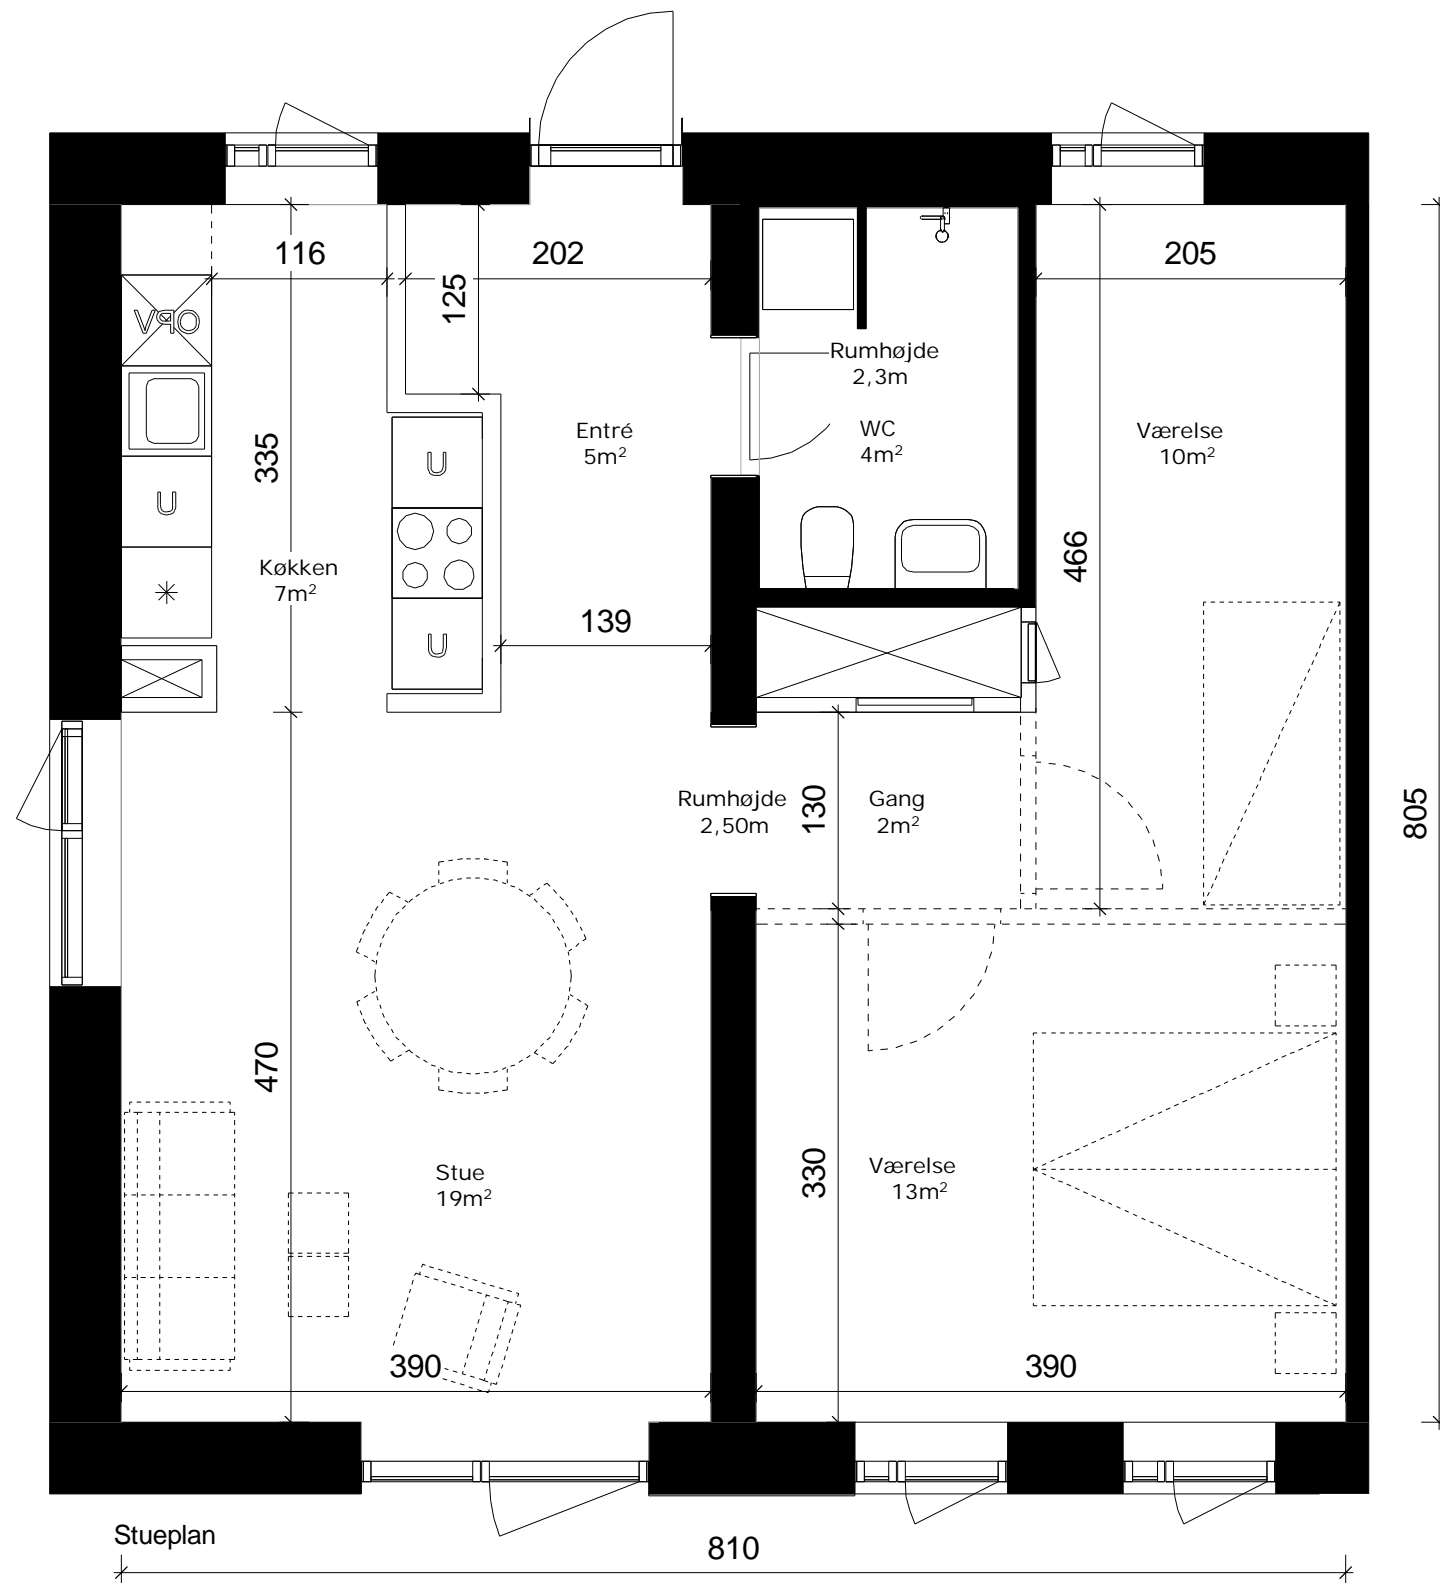 116
202
205
125
OPV
Rumhøjde
2,3m
335
Entré
5m²
WC
4m²
Værelse
10m²
U
U
466
Køkken
7m²
139
U
Rumhøjde
2,50m
130
Gang
2m²
805
470
330
Stue
19m²
Værelse
13m²
390
390
Stueplan
810